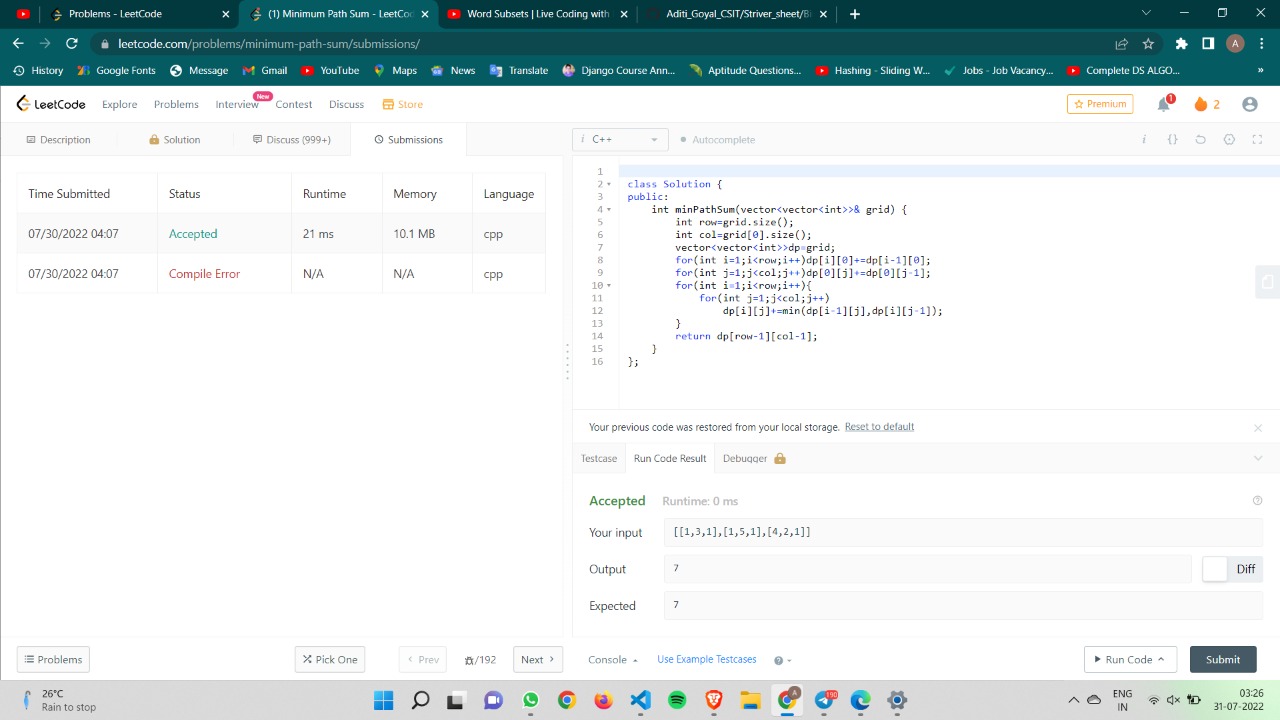 Problems - LeetCode
(1) Minimum Path Sum - LeetCo
Word Subsets | Live Coding with
Aditi_Goyal_CSIT/Striver_sheet/Bi
leetcode.com/problems/minimum-path-sum/submissions/
A
History
Google Fonts
Message
Gmail
YouTube
Maps
News
Translate
Django Course Ann...
Aptitude Questions...
Hashing - Sliding W...
Jobs - Job Vacancy,...
Complete DS ALGO...
»
LeetCode
Explore
Problems
Interview
New
Contest
Discuss
Store
Premium
1
2
Description
Solution
Discuss (999+)
Submissions
i C++
Autocomplete
i
{}
Time Submitted Status Runtime Memory Language
07/30/2022 04:07 Accepted 21 ms 10.1 MB cpp
07/30/2022 04:07 Compile Error N/A N/A cpp
1
2 class Solution {
3 public:
4 int minPathSum(vector<vector<int>>& grid) {
5 int row=grid.size();
6 int col=grid[0].size();
7 vector<vector<int>>dp=grid;
8 for(int i=1;i<row;i++)dp[i][0]+=dp[i-1][0];
9 for(int j=1;j<col;j++)dp[0][j]+=dp[0][j-1];
10 for(int i=1;i<row;i++){
11 for(int j=1;j<col;j++)
12 dp[i][j]+=min(dp[i-1][j],dp[i][j-1]);
13 }
14 return dp[row-1][col-1];
15 }
16 };
Your previous code was restored from your local storage. Reset to default
Testcase
Run Code Result
Debugger
Accepted Runtime: 0 ms
Your input [[1,3,1],[1,5,1],[4,2,1]]
Output 7 Diff
Expected 7
Problems
Pick One
Prev
/192
Next
Console
Use Example Testcases
Run Code
Submit
26°C
Rain to stop
A
190
ENG
IN
03:26
31-07-2022